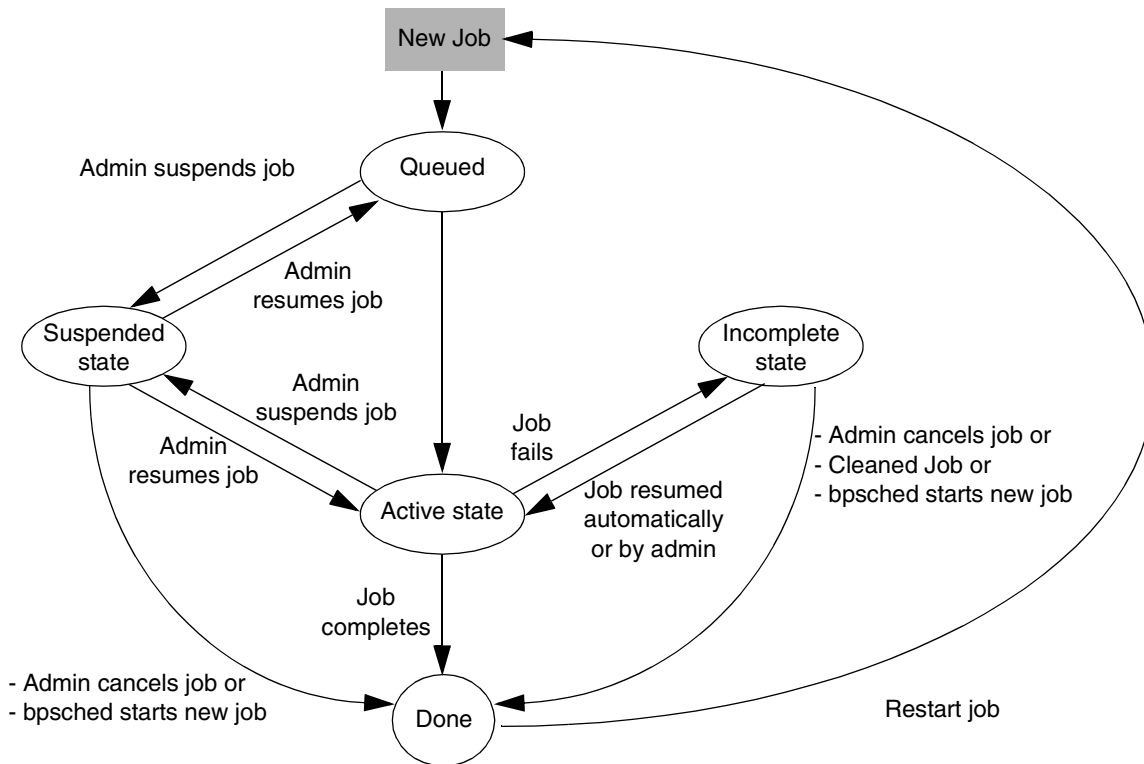 New Job
Queued
Admin suspends job
Admin
resumes job
Suspended
state
Incomplete
state
Admin
suspends job
Admin
resumes job
Job
fails
- Admin cancels job or
- Cleaned Job or
- bpsched starts new job
Active state
Job resumed
automatically
or by admin
Job
completes
- Admin cancels job or
- bpsched starts new job
Done
Restart job